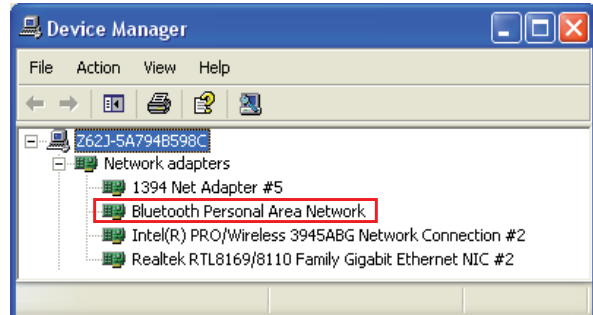 Device Manager
File Action View Help
Z62J-5A794B598C
Network adapters
1394 Net Adapter #5
Bluetooth Personal Area Network
Intel(R) PRO/Wireless 3945ABG Network Connection #2
Realtek RTL8169/8110 Family Gigabit Ethernet NIC #2